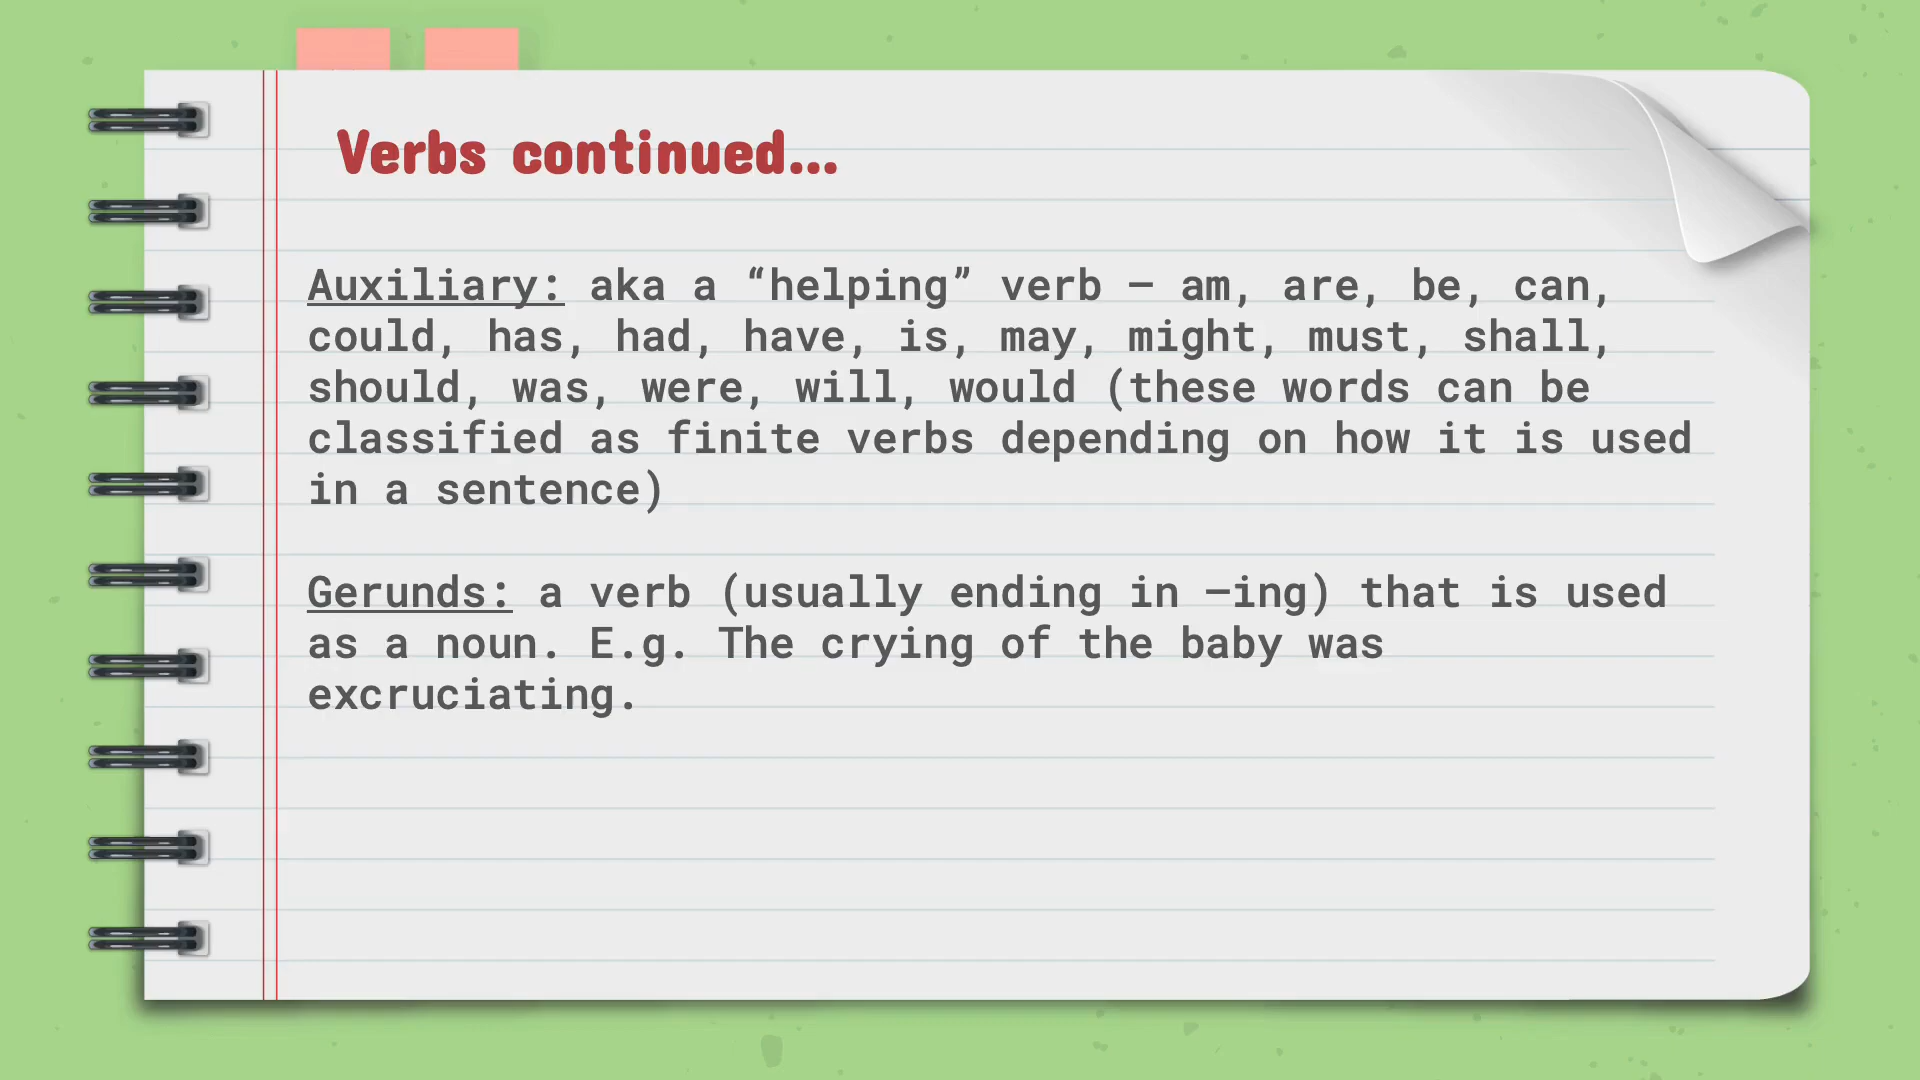 Verbs continued...
Auxiliary: aka a “helping” verb – am, are, be, can,
could, has, had, have, is, may, might, must, shall,
should, was, were, will, would (these words can be
classified as finite verbs depending on how it is used
in a sentence)
Gerunds: a verb (usually ending in –ing) that is used
as a noun. E.g. The crying of the baby was
excruciating.